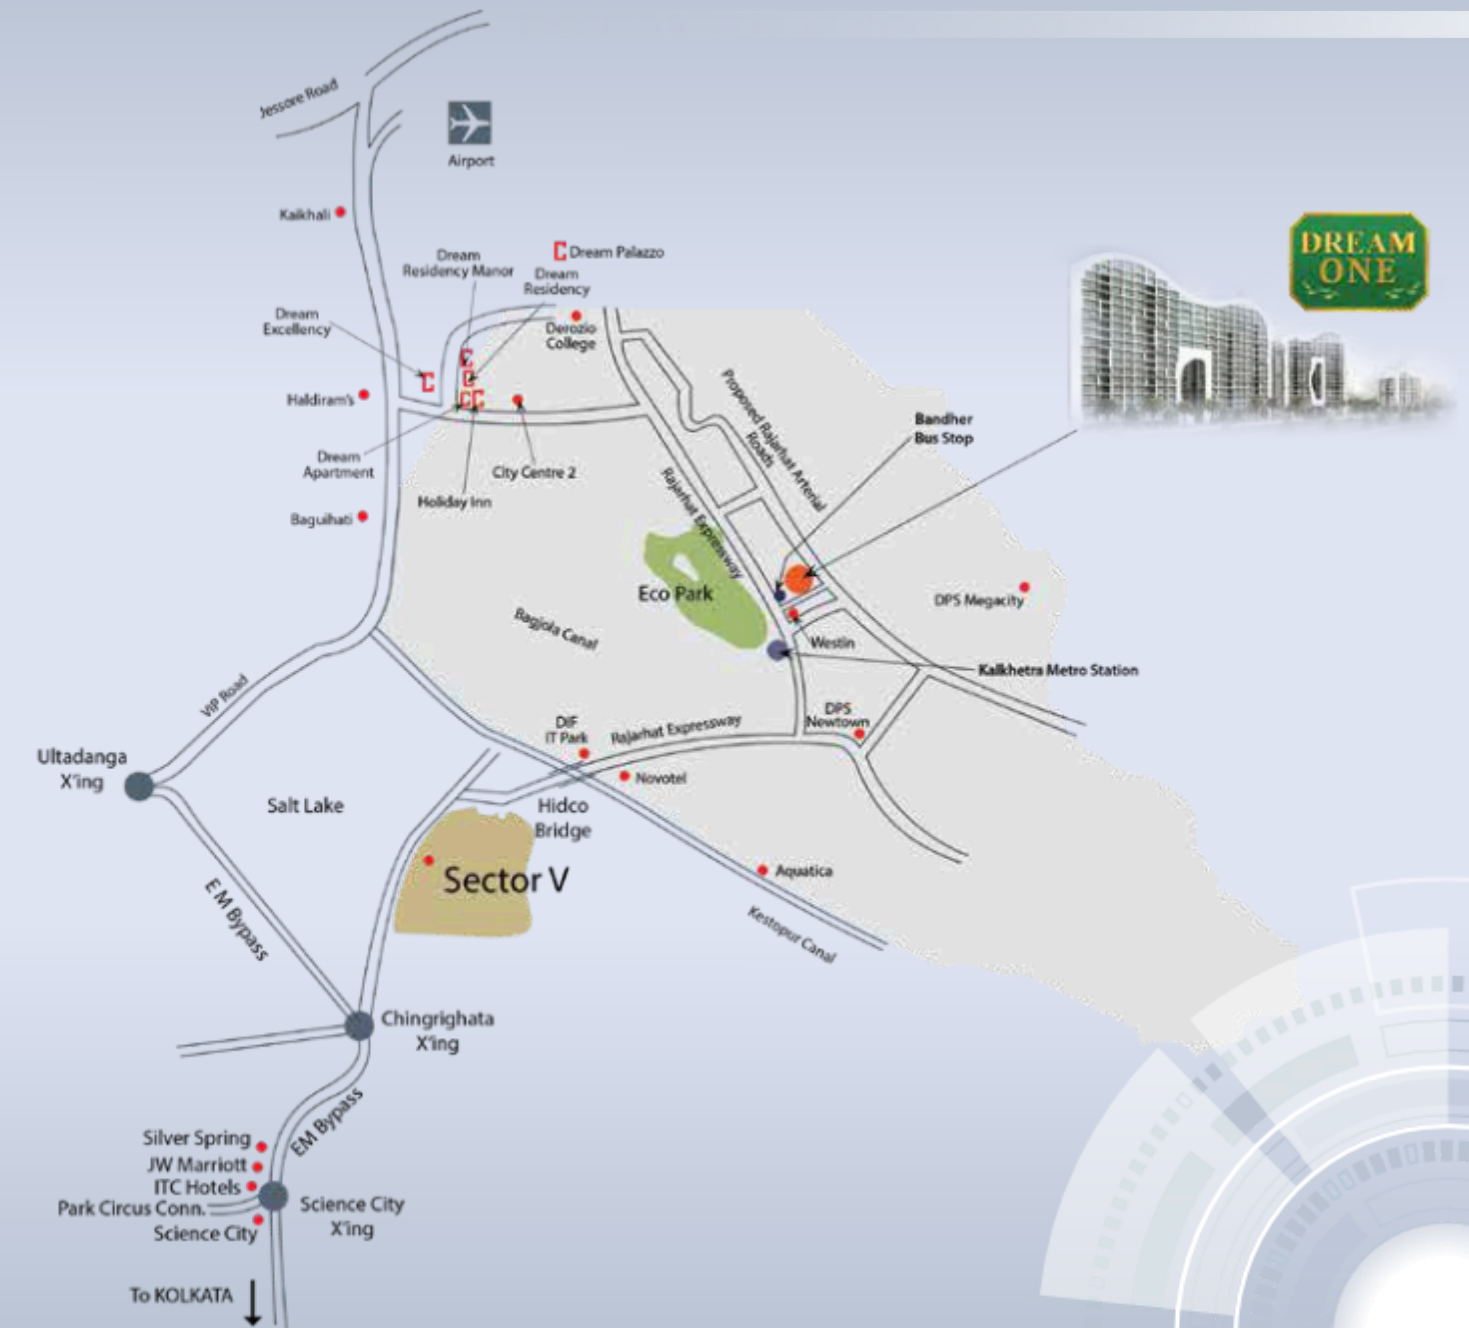 Jessore Road
Airport
Kaikhali
DREAM
ONE
Dream
Residency Manor
Dream Palazzo
Dream
Residency
Dream
Excellency
Derozio
College
Haldiram's
Proposed Rajarhat Arterial
Roads
Bandher
Bus Stop
Dream
Apartment
City Centre 2
Holiday Inn
Rajarhat Expressway
Baguihati
Eco Park
DPS Megacity
Bagjola Canal
Westin
Kalkhetra Metro Station
VIP Road
DPS
Newtown
DlF
IT Park
Rajarhat Expressway
Ultadanga
X'ing
Novotel
Salt Lake
Hidco
Bridge
Sector V
Aquatica
E M Bypass
Kestopur Canal
Chingrighata
X'ing
EM Bypass
Silver Spring
JW Marriott
ITC Hotels
Park Circus Conn.
Science City
X'ing
Science City
To KOLKATA